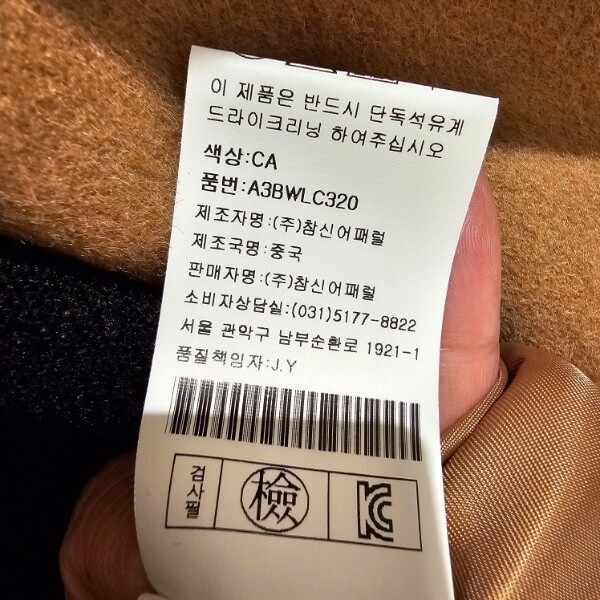 이 제품은 반드시 단독석유계
드라이크리닝 하여주십시오
색상:CA
품번:A3BWLC320
제조자명:(주)참신어패럴
제조국명:중국
판매자명:(주)참신어패럴
소비자상담실:(031)5177-8822
서울 관악구 남부순환로 1921-1
품질책임자:J.Y
검사필
檢
KC